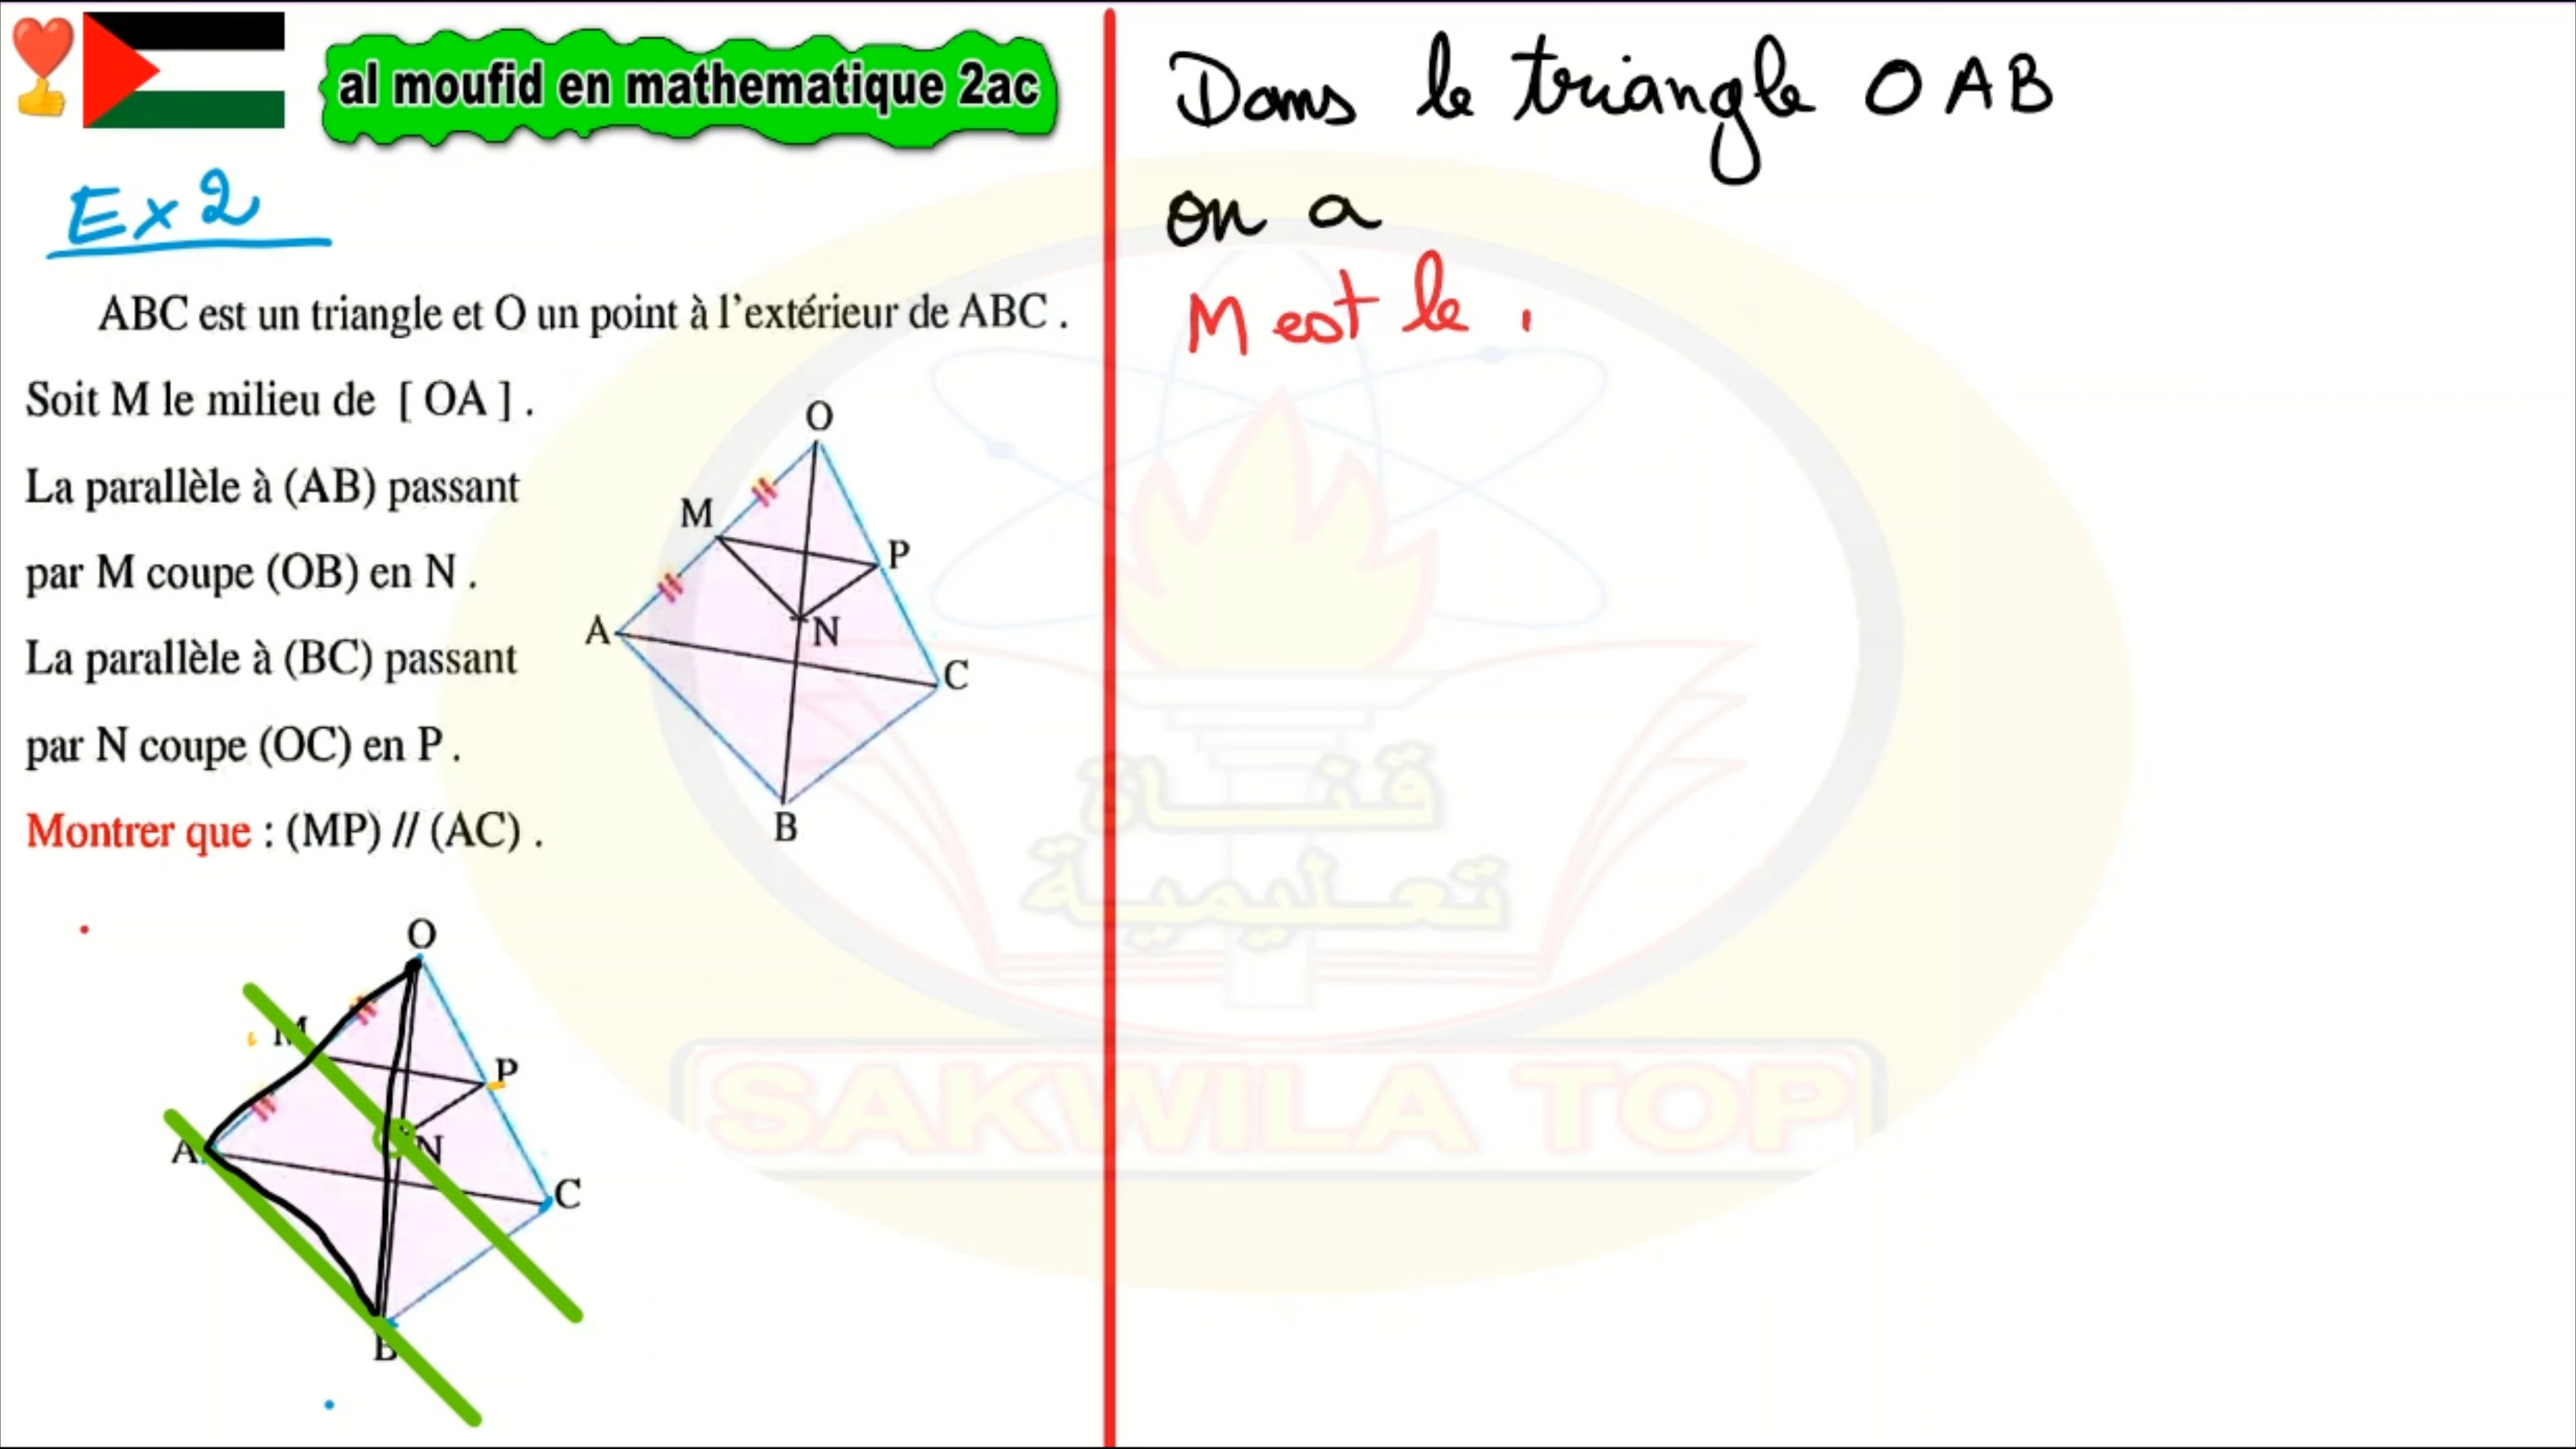 al moufid en mathematique 2ac
Ex 2
ABC est un triangle et O un point à l'extérieur de ABC .
Soit M le milieu de [ OA ] .
La parallèle à (AB) passant
par M coupe (OB) en N .
La parallèle à (BC) passant
par N coupe (OC) en P .
Montrer que : (MP) // (AC) .
O
M
P
A
N
C
B
O
M
P
A
N
C
B
Dans le triangle OAB
on a
M est le
قناة
تعليمية
SAKWILA TOP